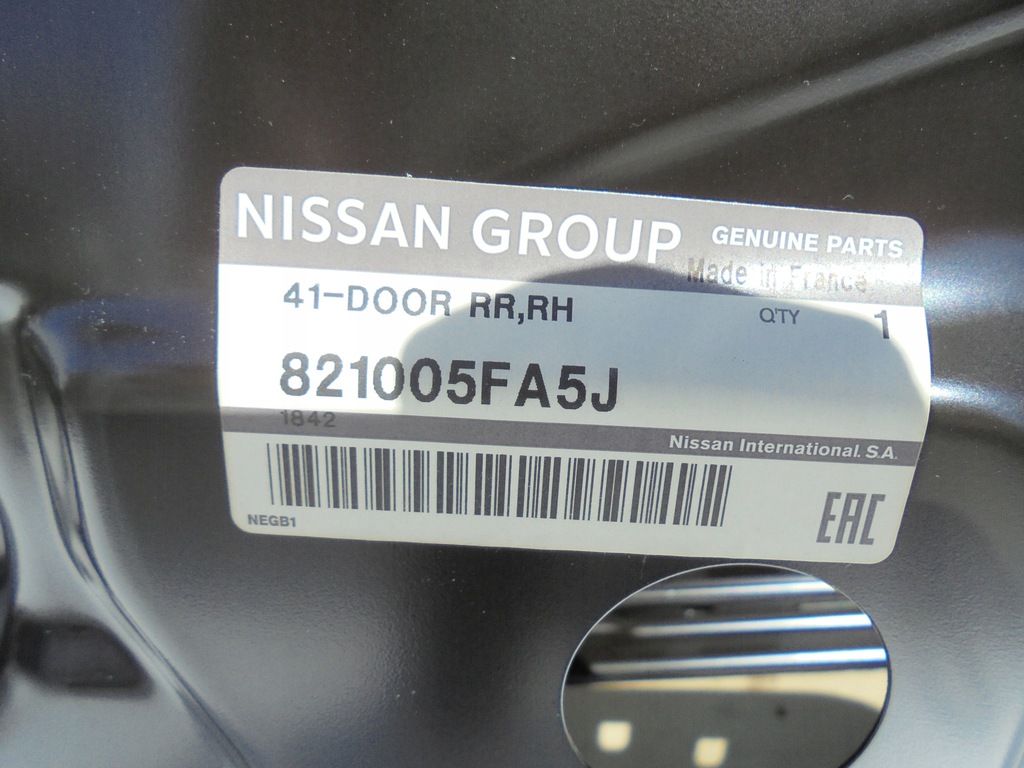 NISSAN GROUP GENUINE PARTS
Made in France
41-DOOR RR,RH Q'TY 1
821005FA5J
1842
Nissan International. S.A.
NEGB1
EAC